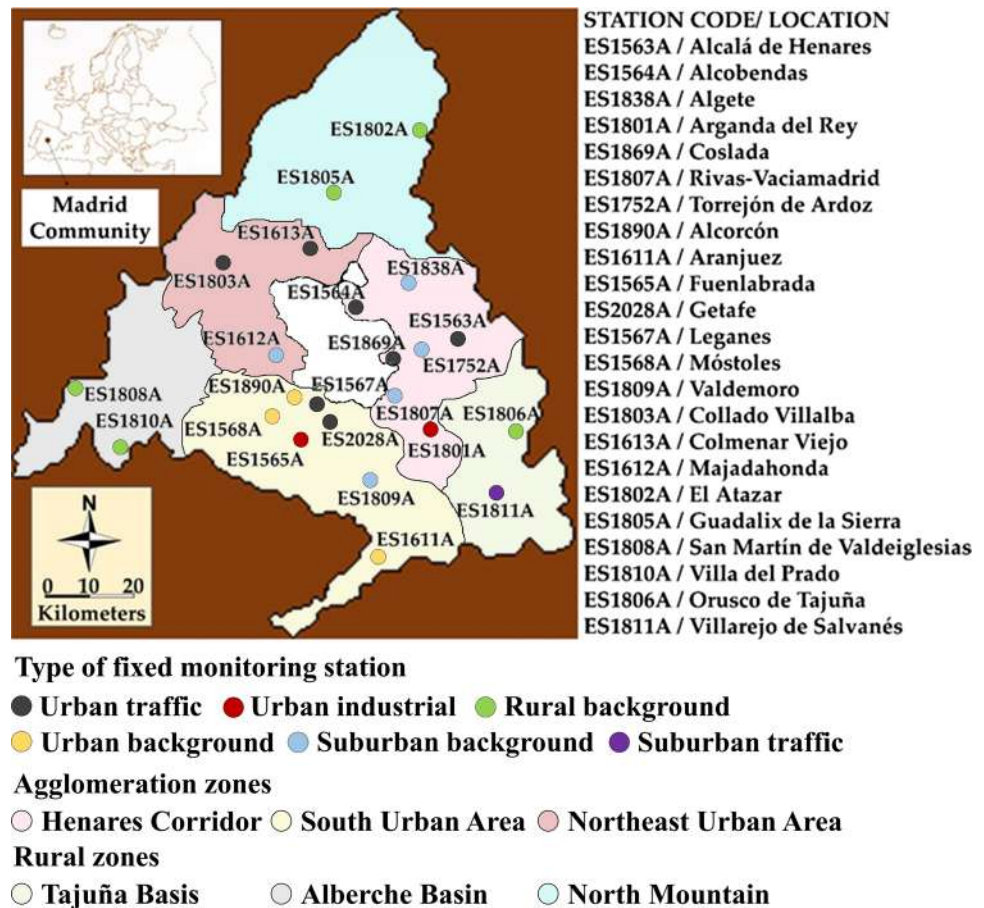 Madrid
Community
ES1802A
ES1805A
ES1613A
ES1803A
ES1838A
ES1564A
ES1563A
ES1612A
ES1869A
ES1752A
ES1890A
ES1567A
ES1808A
ES1810A
ES1807A
ES1806A
ES1568A
ES2028A
ES1801A
ES1565A
ES1809A
ES1811A
ES1611A
N
0 10 20
Kilometers
STATION CODE/ LOCATION
ES1563A / Alcalá de Henares
ES1564A / Alcobendas
ES1838A / Algete
ES1801A / Arganda del Rey
ES1869A / Coslada
ES1807A / Rivas-Vaciamadrid
ES1752A / Torrejón de Ardoz
ES1890A / Alcorcón
ES1611A / Aranjuez
ES1565A / Fuenlabrada
ES2028A / Getafe
ES1567A / Leganes
ES1568A / Móstoles
ES1809A / Valdemoro
ES1803A / Collado Villalba
ES1613A / Colmenar Viejo
ES1612A / Majadahonda
ES1802A / El Atazar
ES1805A / Guadalix de la Sierra
ES1808A / San Martín de Valdeiglesias
ES1810A / Villa del Prado
ES1806A / Orusco de Tajuña
ES1811A / Villarejo de Salvanés
Type of fixed monitoring station
Urban traffic Urban industrial Rural background
Urban background Suburban background Suburban traffic
Agglomeration zones
Henares Corridor South Urban Area Northeast Urban Area
Rural zones
Tajuña Basis Alberche Basin North Mountain